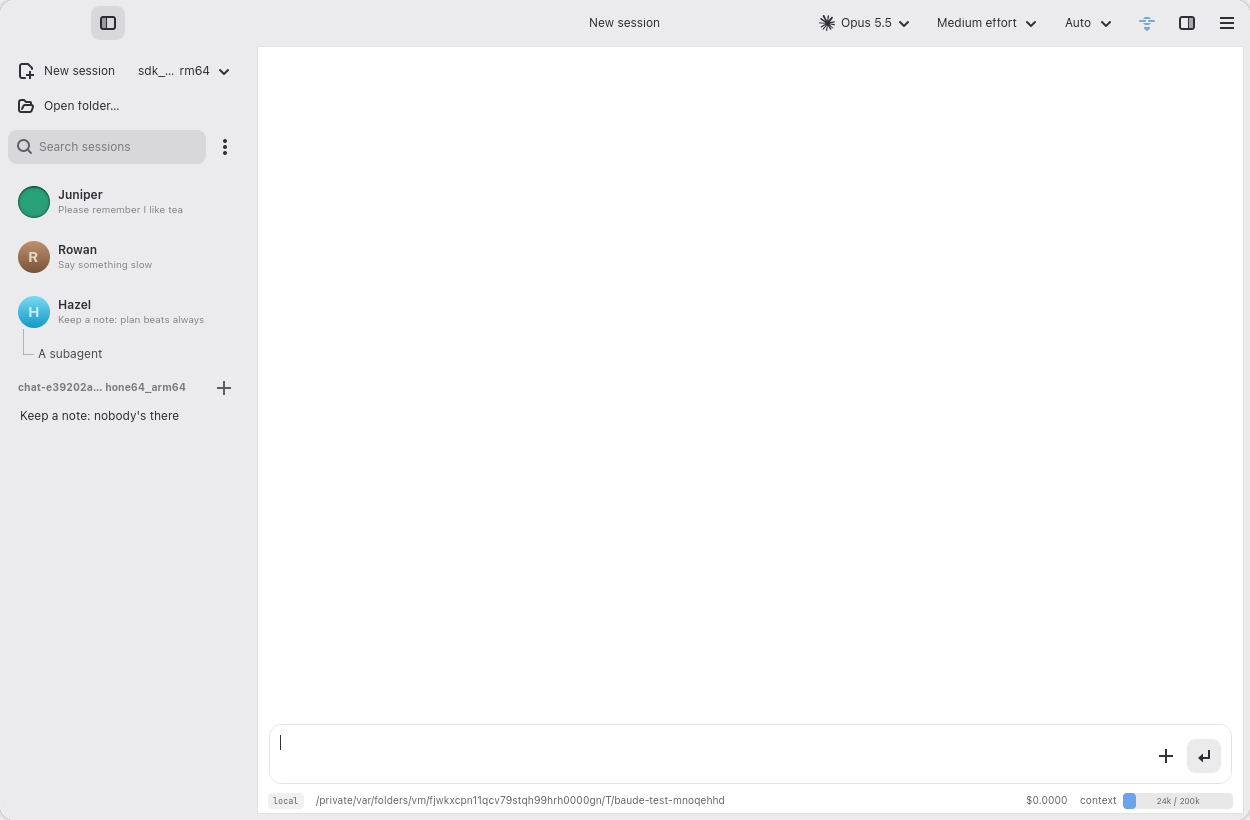 New session
Opus 5.5
Medium effort
Auto
New session
sdk_... rm64
Open folder...
Search sessions
Juniper
Please remember I like tea
R
Rowan
Say something slow
H
Hazel
Keep a note: plan beats always
A subagent
chat-e39202a... hone64_arm64
Keep a note: nobody's there
local
/private/var/folders/vm/fjwkxcpn11qcv79stqh99hrh0000gn/T/baude-test-mnoqehhd
$0.0000
context
24k / 200k